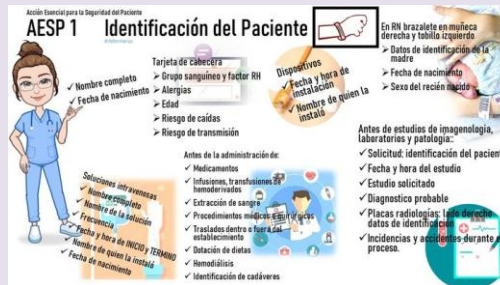 Acción Esencial para la Seguridad del Paciente
AESP 1 Identificación del Paciente
✓ Nombre completo
✓ Fecha de nacimiento
Tarjeta de cabecera
➢ Grupo sanguíneo y factor RH
➢ Alergias
➢ Edad
➢ Riesgo de caídas
➢ Riesgo de transmisión
Dispositivos
✓ Fecha y hora de
instalación
✓ Nombre de quien la
instaló
En RN brazalete en muñeca
derecha y tobillo izquierdo
➢ Datos de identificación de la
madre
➢ Fecha de nacimiento
➢ Sexo del recién nacido
Soluciones intravenosas
✓ Nombre completo
✓ Nombre de la solución
✓ Frecuencia
✓ Fecha y hora de INICIO y TERMINO
✓ Nombre de quien la instaló
✓ Fecha de nacimiento
Antes de la administración de:
✓ Medicamentos
✓ Infusiones, transfusiones de
hemoderivados
✓ Extracción de sangre
✓ Procedimientos médicos o quirúrgicos
✓ Traslados dentro o fuera del
establecimiento
✓ Dotación de dietas
✓ Hemodiálisis
✓ Identificación de cadáveres
Antes de estudios de imagenología,
laboratorios y patología:
✓ Solicitud: identificación del pacien
✓ Fecha y hora del estudio
✓ Estudio solicitado
✓ Diagnostico probable
✓ Placas radiologías: lado derecho
datos de identificación
✓ Incidencias y accidentes durante e
proceso.